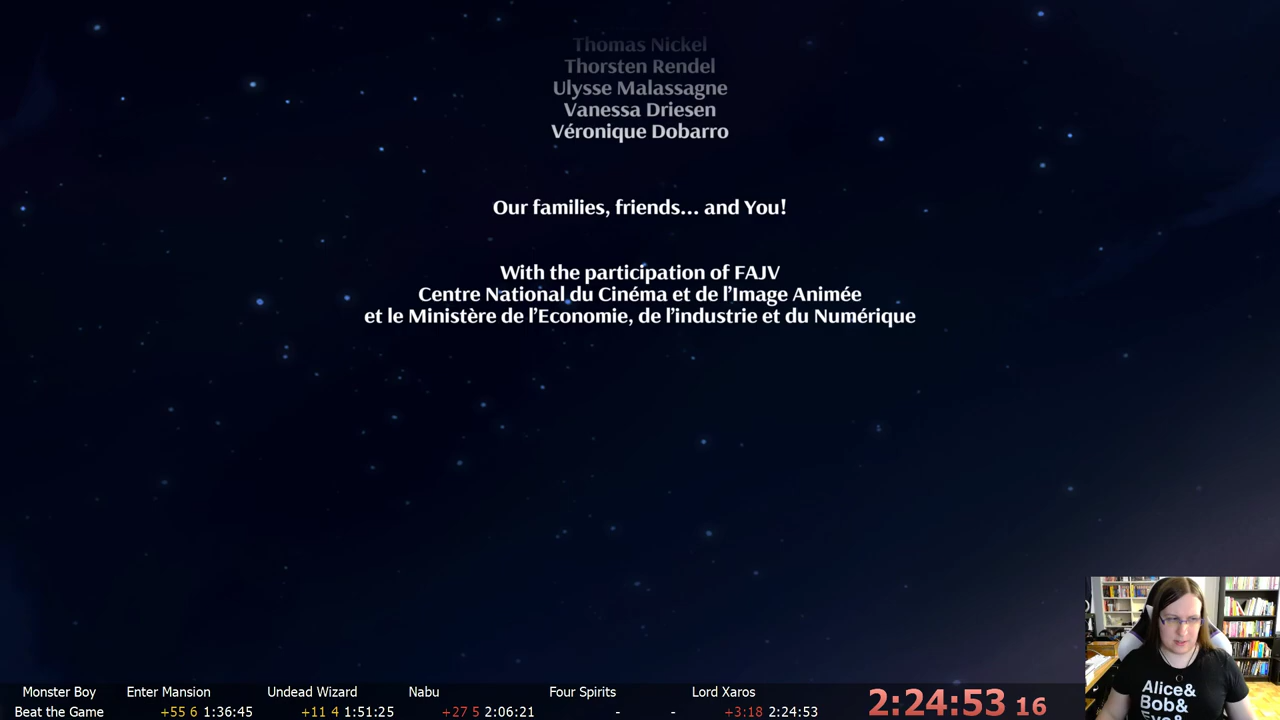 Thomas Nickel
Thorsten Rendel
Ulysse Malassagne
Vanessa Driesen
Véronique Dobarro
Our families, friends... and You!
With the participation of FAJV
Centre National du Cinéma et de l'Image Animée
et le Ministère de l'Economie, de l'industrie et du Numérique
Alice&
Bob&
Monster Boy Enter Mansion Undead Wizard Nabu Four Spirits Lord Xaros
Beat the Game +55 6 1:36:45 +11 4 1:51:25 +27 5 2:06:21 - - +3:18 2:24:53
2:24:53 16